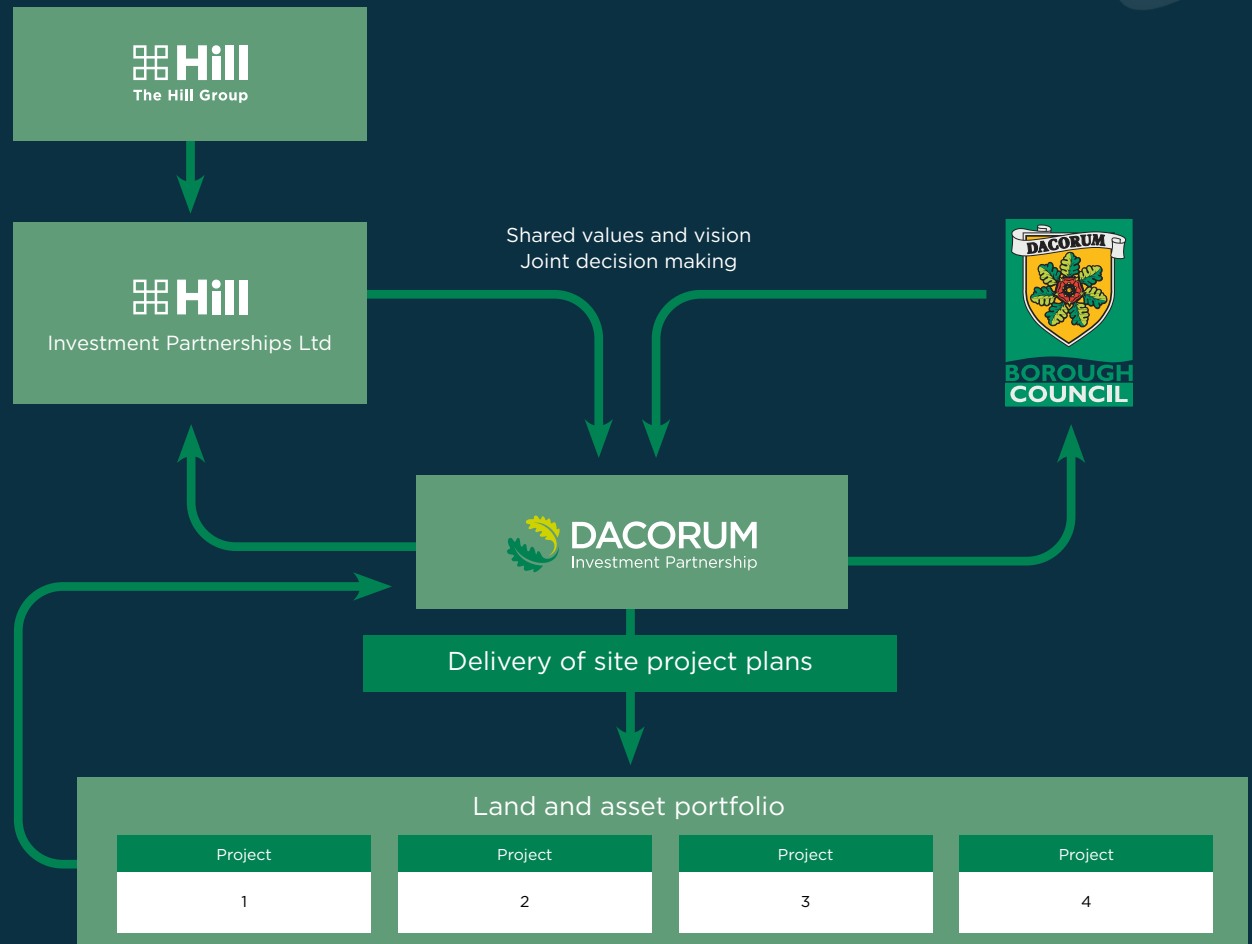 Hill
The Hill Group
Hill
Investment Partnerships Ltd
Shared values and vision
Joint decision making
DACORUM
BOROUGH
COUNCIL
DACORUM
Investment Partnership
Delivery of site project plans
Land and asset portfolio
Project
Project
Project
Project
1
2
3
4